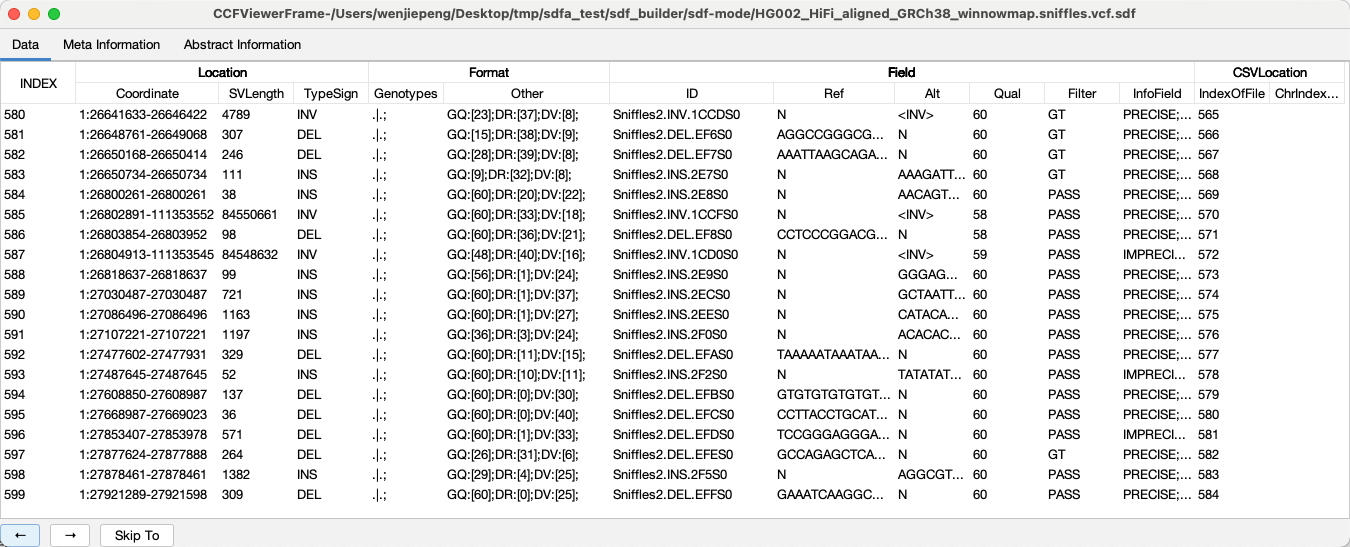 CCFViewerFrame-/Users/wenjiepeng/Desktop/tmp/sdfa_test/sdf_builder/sdf-mode/HG002_HiFi_aligned_GRCh38_winnowmap.sniffles.vcf.sdf
Data Meta Information Abstract Information
INDEX Location Format Field CSVLocation
Coordinate SVLength TypeSign Genotypes Other ID Ref Alt Qual Filter InfoField IndexOfFile ChrIndex...
580 1:26641633-26646422 4789 INV .|.; GQ:[23];DR:[37];DV:[8]; Sniffles2.INV.1CCDS0 N <INV> 60 GT PRECISE;... 565
581 1:26648761-26649068 307 DEL .|.; GQ:[15];DR:[38];DV:[9]; Sniffles2.DEL.EF6S0 AGGCCGGGCG... N 60 GT PRECISE;... 566
582 1:26650168-26650414 246 DEL .|.; GQ:[28];DR:[39];DV:[8]; Sniffles2.DEL.EF7S0 AAATTAAGCAGA... N 60 GT PRECISE;... 567
583 1:26650734-26650734 111 INS .|.; GQ:[9];DR:[32];DV:[8]; Sniffles2.INS.2E7S0 N AAAGATT... 60 GT PRECISE;... 568
584 1:26800261-26800261 38 INS .|.; GQ:[60];DR:[20];DV:[22]; Sniffles2.INS.2E8S0 N AACAGT... 60 PASS PRECISE;... 569
585 1:26802891-111353552 84550661 INV .|.; GQ:[60];DR:[33];DV:[18]; Sniffles2.INV.1CCFS0 N <INV> 58 PASS PRECISE;... 570
586 1:26803854-26803952 98 DEL .|.; GQ:[60];DR:[36];DV:[21]; Sniffles2.DEL.EF8S0 CCTCCCGGACG... N 58 PASS PRECISE;... 571
587 1:26804913-111353545 84548632 INV .|.; GQ:[48];DR:[40];DV:[16]; Sniffles2.INV.1CD0S0 N <INV> 59 PASS IMPRECI... 572
588 1:26818637-26818637 99 INS .|.; GQ:[56];DR:[1];DV:[24]; Sniffles2.INS.2E9S0 N GGGAG... 60 PASS PRECISE;... 573
589 1:27030487-27030487 721 INS .|.; GQ:[60];DR:[1];DV:[37]; Sniffles2.INS.2ECS0 N GCTAATT... 60 PASS PRECISE;... 574
590 1:27086496-27086496 1163 INS .|.; GQ:[60];DR:[1];DV:[27]; Sniffles2.INS.2EES0 N CATACA... 60 PASS PRECISE;... 575
591 1:27107221-27107221 1197 INS .|.; GQ:[36];DR:[3];DV:[24]; Sniffles2.INS.2F0S0 N ACACAC... 60 PASS PRECISE;... 576
592 1:27477602-27477931 329 DEL .|.; GQ:[60];DR:[11];DV:[15]; Sniffles2.DEL.EFAS0 TAAAAATAAATAA... N 60 PASS PRECISE;... 577
593 1:27487645-27487645 52 INS .|.; GQ:[60];DR:[10];DV:[11]; Sniffles2.INS.2F2S0 N TATATAT... 60 PASS IMPRECI... 578
594 1:27608850-27608987 137 DEL .|.; GQ:[60];DR:[0];DV:[30]; Sniffles2.DEL.EFBS0 GTGTGTGTGTGT... N 60 PASS PRECISE;... 579
595 1:27668987-27669023 36 DEL .|.; GQ:[60];DR:[0];DV:[40]; Sniffles2.DEL.EFCS0 CCTTACCTGCAT... N 60 PASS PRECISE;... 580
596 1:27853407-27853978 571 DEL .|.; GQ:[60];DR:[1];DV:[33]; Sniffles2.DEL.EFDS0 TCCGGGAGGGA... N 60 PASS IMPRECI... 581
597 1:27877624-27877888 264 DEL .|.; GQ:[26];DR:[31];DV:[6]; Sniffles2.DEL.EFES0 GCCAGAGCTCA... N 60 GT PRECISE;... 582
598 1:27878461-27878461 1382 INS .|.; GQ:[29];DR:[4];DV:[25]; Sniffles2.INS.2F5S0 N AGGCGT... 60 PASS PRECISE;... 583
599 1:27921289-27921598 309 DEL .|.; GQ:[60];DR:[0];DV:[25]; Sniffles2.DEL.EFFS0 GAAATCAAGGC... N 60 PASS PRECISE;... 584
← → Skip To